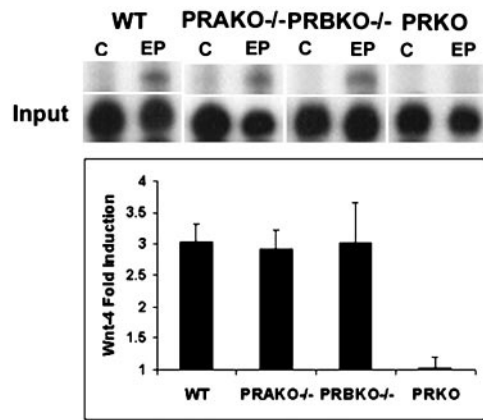 WT PRAKO-/- PRBKO-/- PRKO
C EP C EP C EP C EP
Input
4
3.5
3
2.5
2
1.5
1
Wnt-4 Fold Induction
WT PRAKO-/- PRBKO-/- PRKO